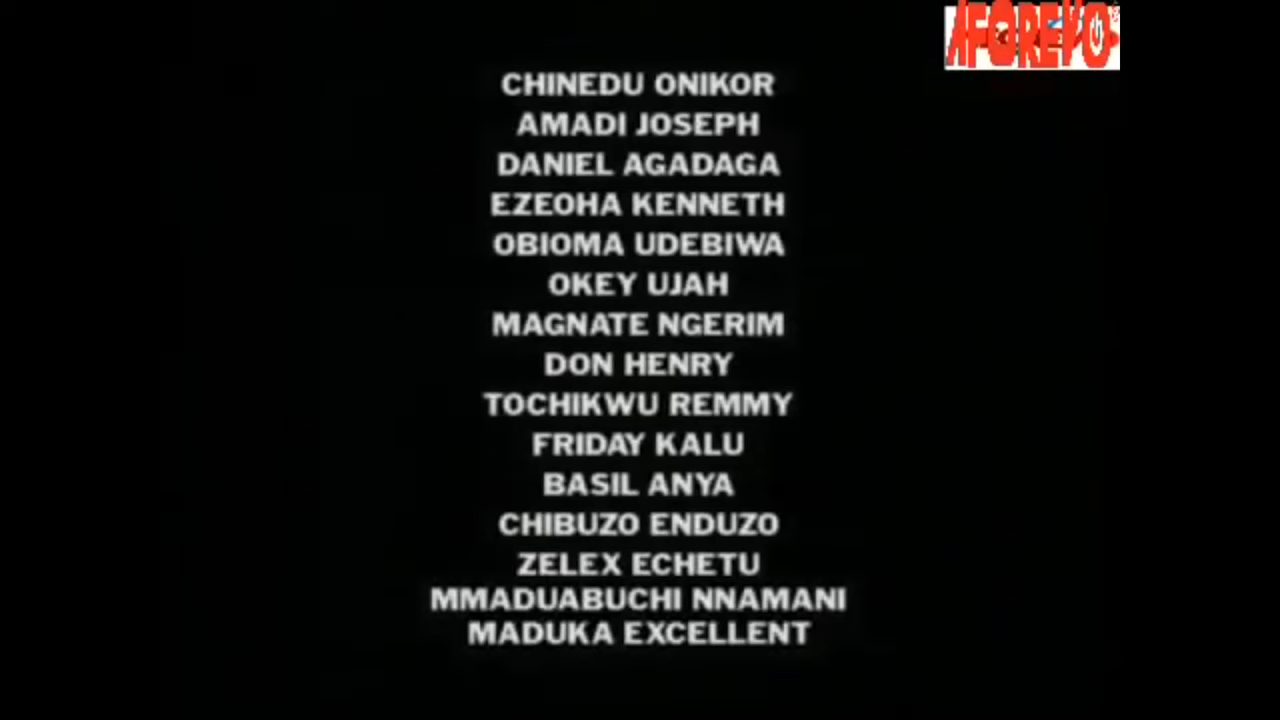 AFOREVO
CHINEDU ONIKOR
AMADI JOSEPH
DANIEL AGADAGA
EZEOHA KENNETH
OBIOMA UDEBIWA
OKEY UJAH
MAGNATE NGERIM
DON HENRY
TOCHIKWU REMMY
FRIDAY KALU
BASIL ANYA
CHIBUZO ENDUZO
ZELEX ECHETU
MMADUABUCHI NNAMANI
MADUKA EXCELLENT